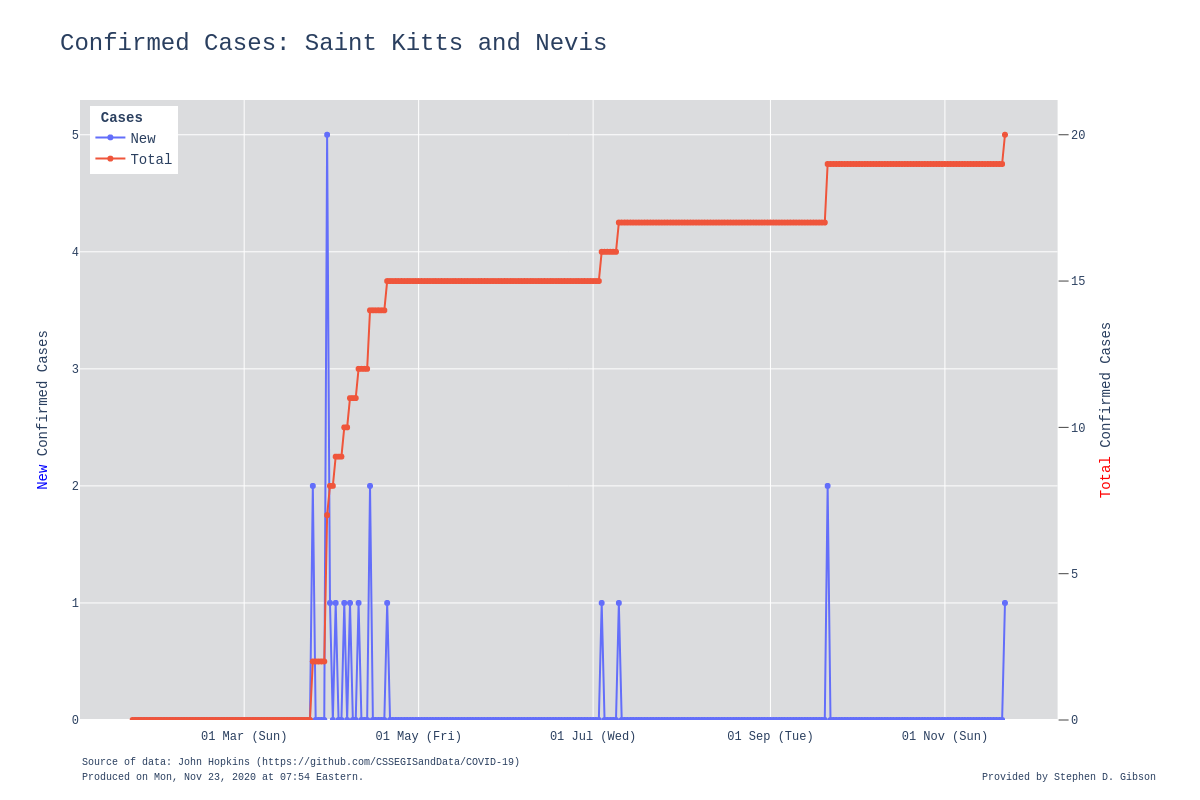 Confirmed Cases: Saint Kitts and Nevis
Cases
New
Total
5
4
3
2
1
0
20
15
10
5
0
New Confirmed Cases
Total Confirmed Cases
01 Mar (Sun)
01 May (Fri)
01 Jul (Wed)
01 Sep (Tue)
01 Nov (Sun)
Source of data: John Hopkins (https://github.com/CSSEGISandData/COVID-19)
Produced on Mon, Nov 23, 2020 at 07:54 Eastern.
Provided by Stephen D. Gibson